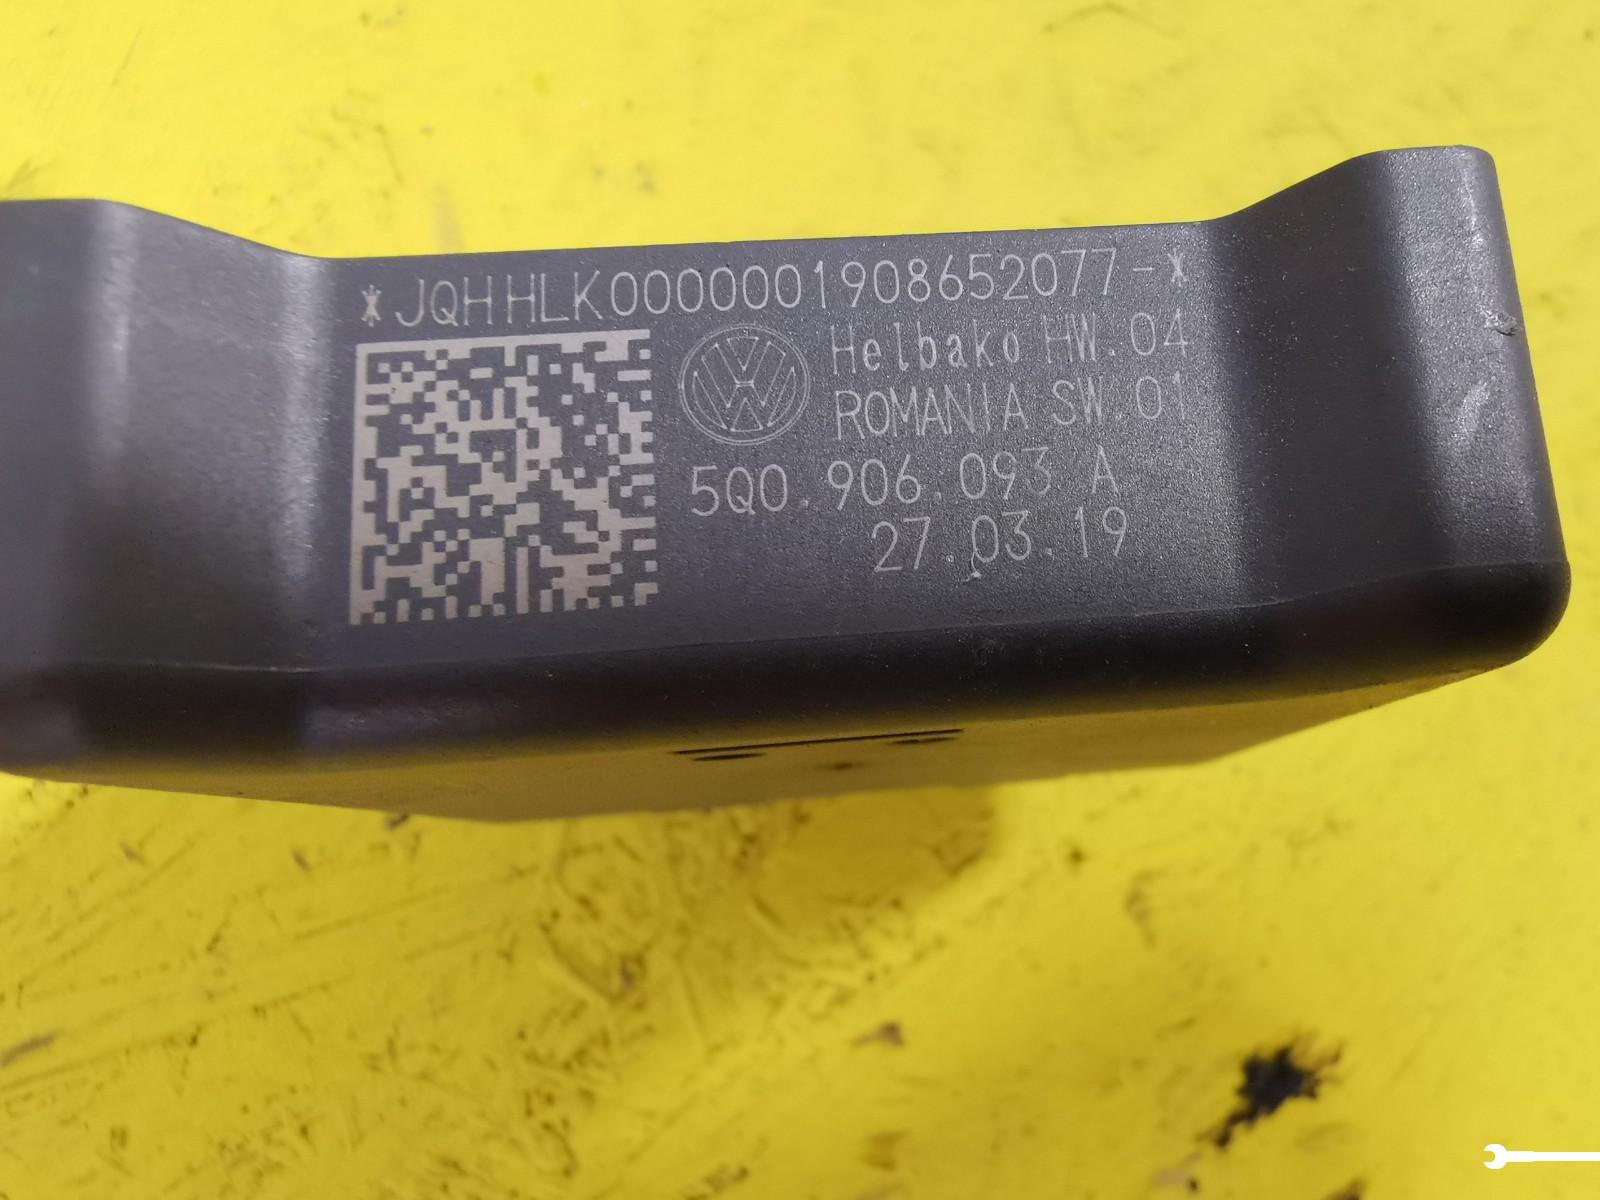 *JQHHLK0000001908652077-*
Helbako HW.04
ROMANIA SW.01
5Q0.906.093 A
27.03.19